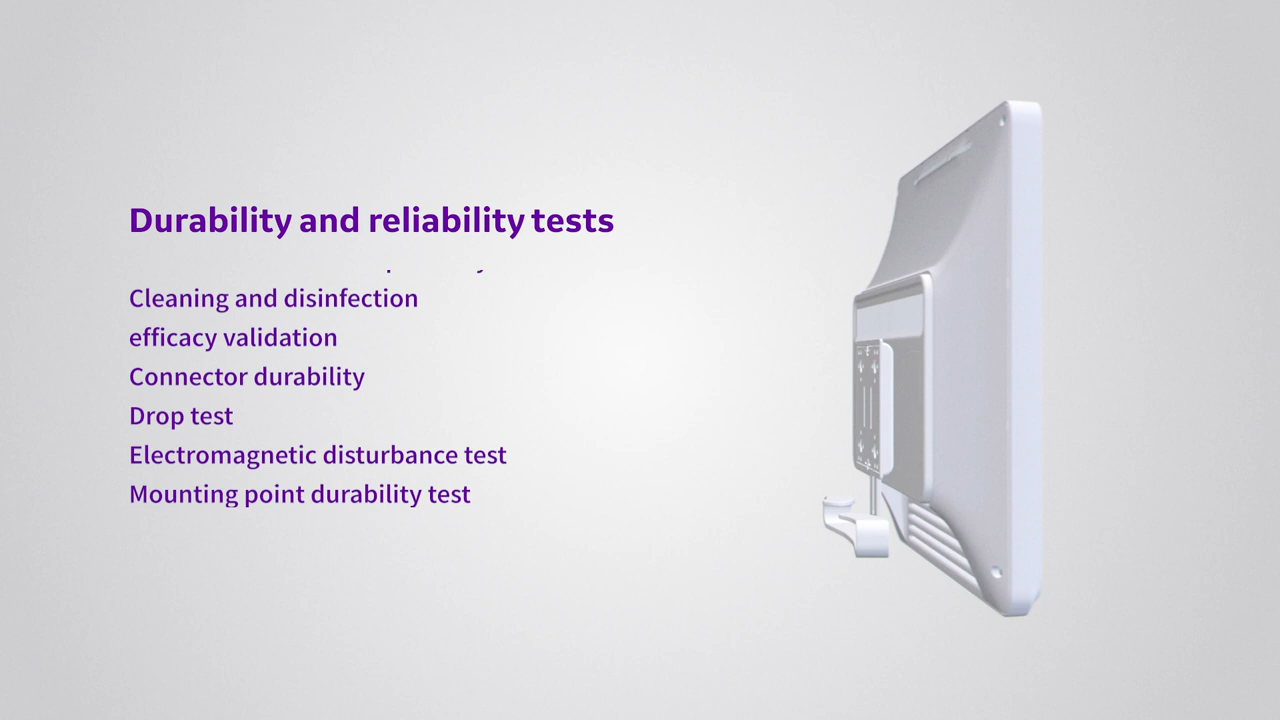 Durability and reliability tests
Cleaning and disinfection
efficacy validation
Connector durability
Drop test
Electromagnetic disturbance test
Mounting point durability test